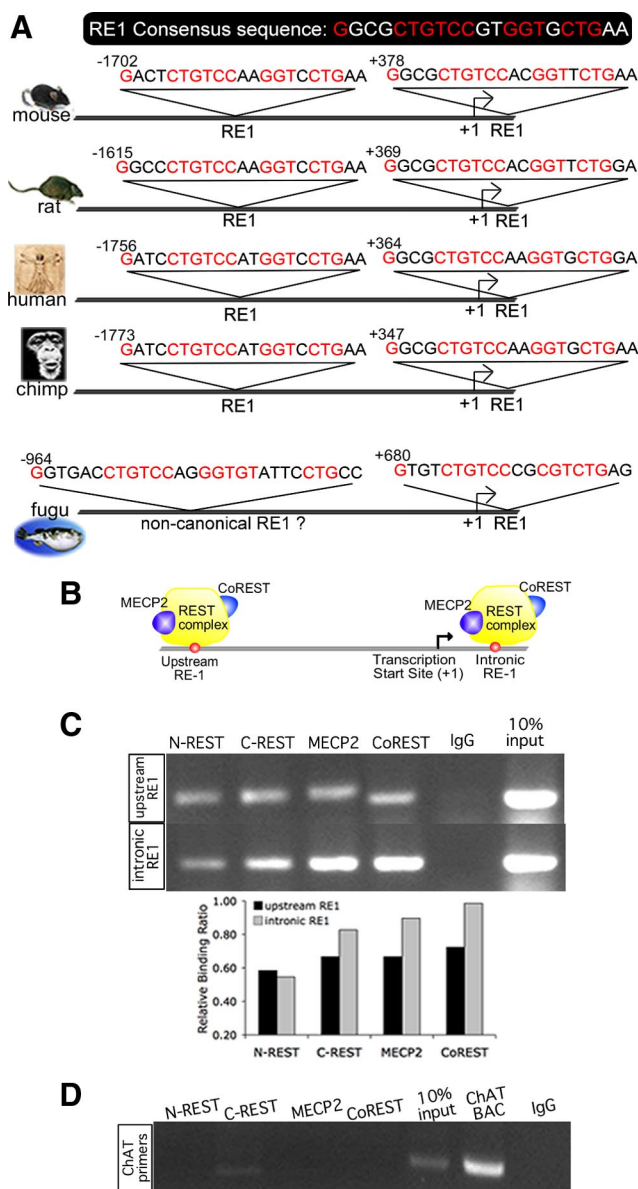 A
RE1 Consensus sequence: GGCGCTGTCCGTGGTGCTGAA
-1702 +378
GACTCTGTCCAAGGTCCTGAA GGCGCTGTCCACGGTTCTGAA
mouse
RE1 +1 RE1
-1615 +369
GGCCCTGTCCAAGGTCCTGAA GGCGCTGTCCACGGTTCTGGA
rat
RE1 +1 RE1
-1756 +364
GATCCTGTCCATGGTCCTGAA GGCGCTGTCCAAGGTGCTGGA
human
RE1 +1 RE1
-1773 +347
GATCCTGTCCATGGTCCTGAA GGCGCTGTCCAAGGTGCTGAA
chimp
RE1 +1 RE1
-964 +680
GGTGACCTGTCCAGGGTGTATTCCTGCC GTGTCTGTCCCGCGTCTGAG
fugu
non-canonical RE1 ? +1 RE1
B
MECP2 CoREST MECP2 CoREST
REST complex REST complex
Upstream RE-1 Transcription Start Site (+1) Intronic RE-1
C
N-REST C-REST MECP2 CoREST IgG 10% input
upstream RE1
intronic RE1
Relative Binding Ratio
1.00
0.80
0.60
0.40
0.20
upstream RE1
intronic RE1
N-REST C-REST MECP2 CoREST
D
N-REST C-REST MECP2 CoREST 10% input ChAT BAC IgG
ChAT primers